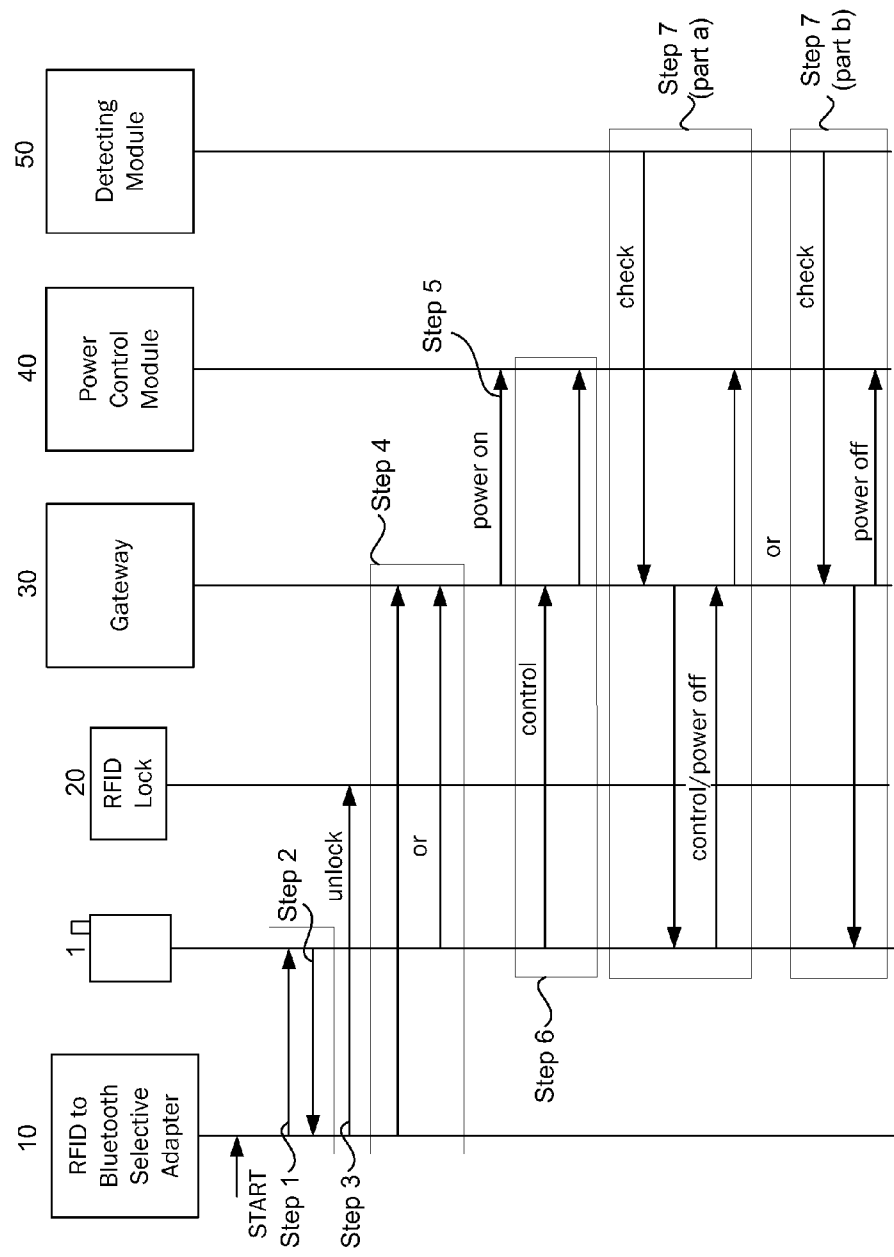 10
RFID to
Bluetooth
Selective
Adapter
1
20
RFID
Lock
30
Gateway
40
Power
Control
Module
50
Detecting
Module
START
Step 1
Step 2
Step 3
unlock
or
Step 4
power on
Step 5
control
Step 6
check
control/power off
Step 7
(part a)
or
check
power off
Step 7
(part b)